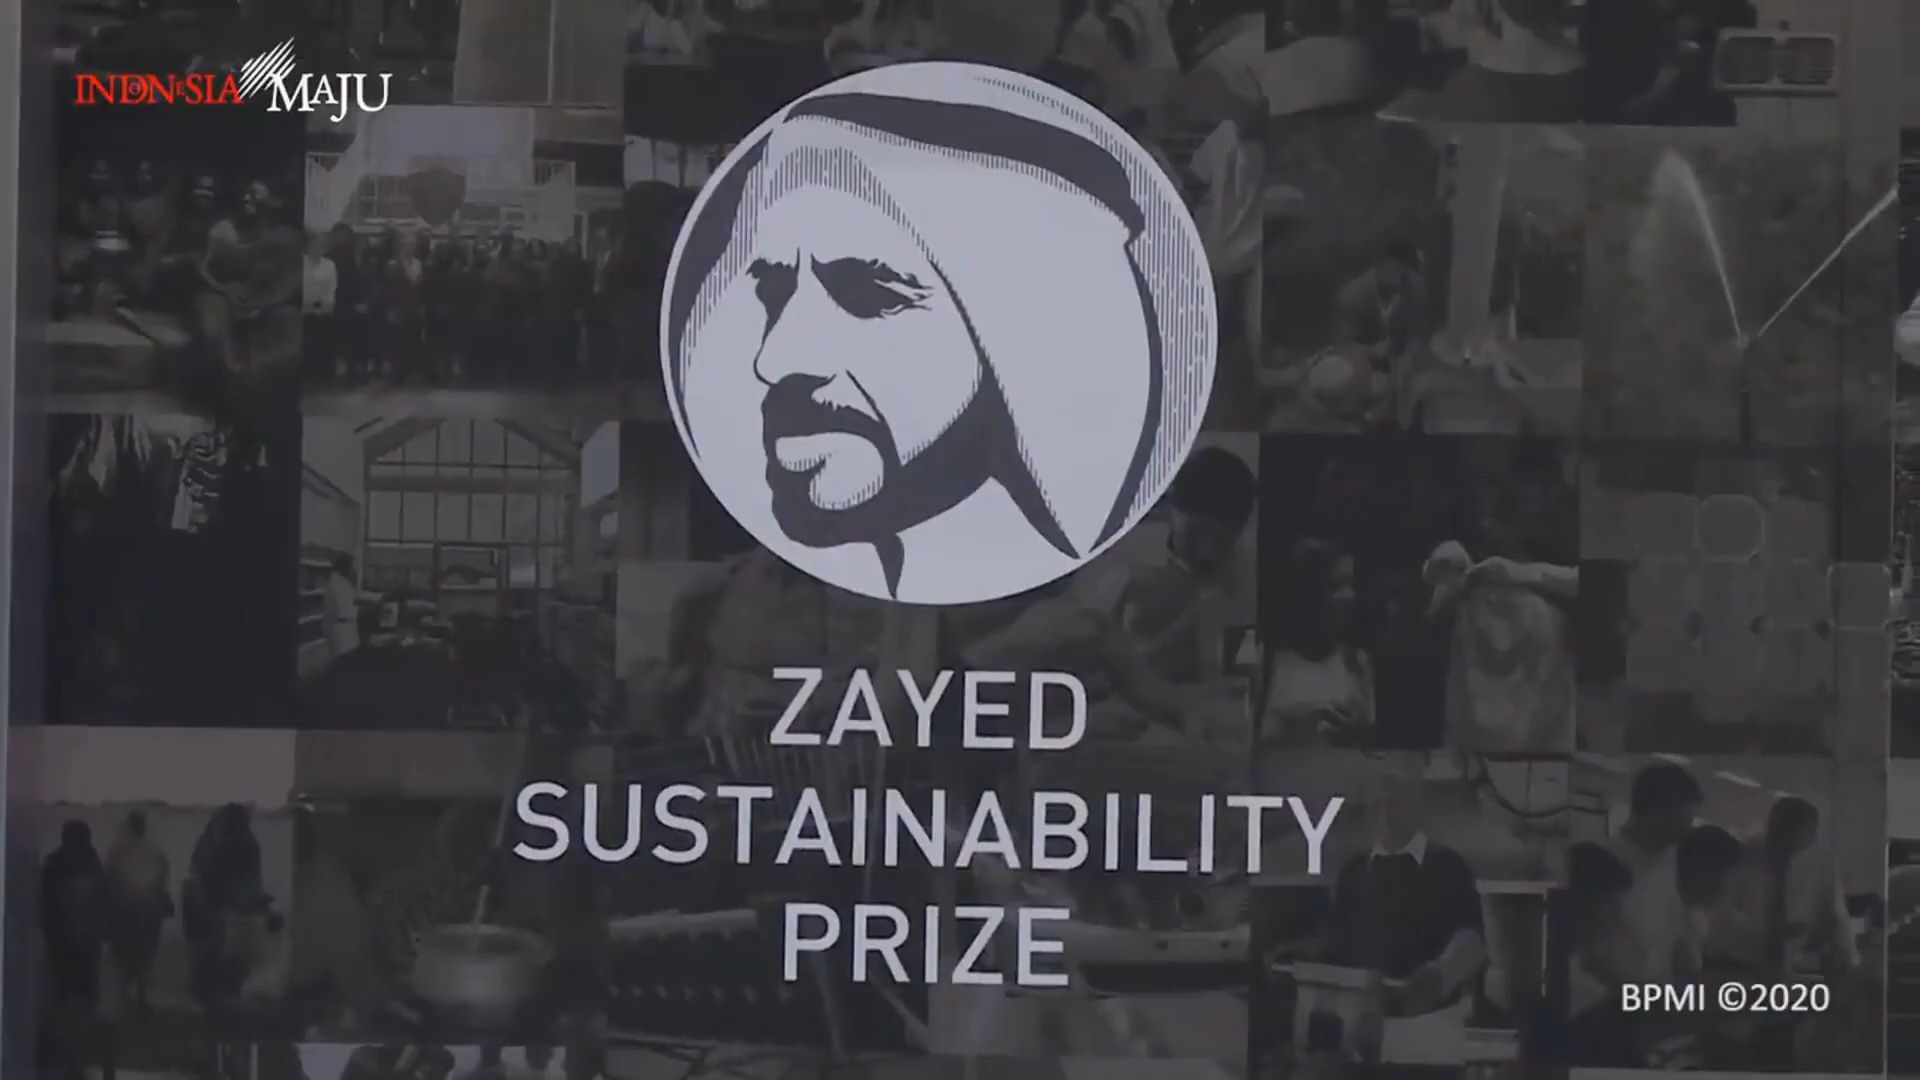 INDONESIA MAJU
ZAYED
SUSTAINABILITY
PRIZE
BPMI ©2020